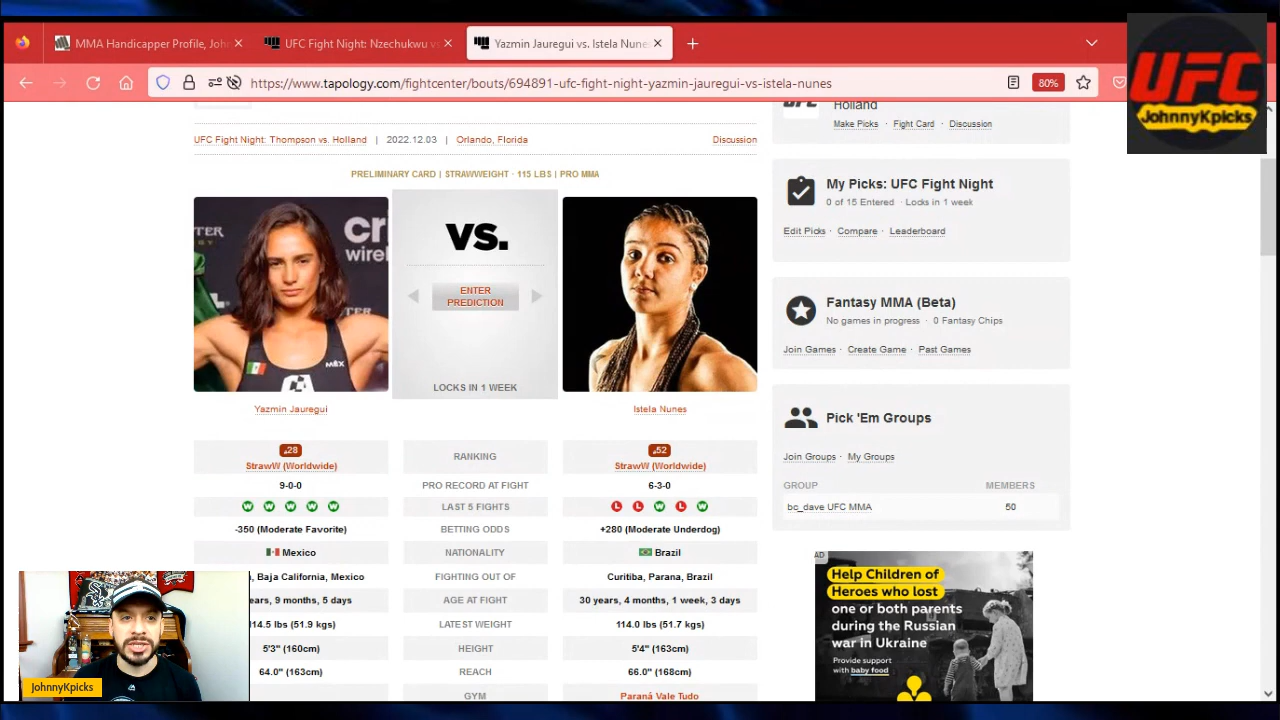 MMA Handicapper Profile, Joh
UFC Fight Night: Nzechukwu vs
Yazmin Jauregui vs. Istela Nunes
https://www.tapology.com/fightcenter/bouts/694891-ufc-fight-night-yazmin-jauregui-vs-istela-nunes
80%
UFC
JohnnyKpicks
UFC Fight Night: Thompson vs. Holland | 2022.12.03 | Orlando, Florida
Discussion
PRELIMINARY CARD | STRAWWEIGHT · 115 LBS | PRO MMA
cri
wirele
MEX
VS.
ENTER
PREDICTION
LOCKS IN 1 WEEK
Yazmin Jauregui
Istela Nunes
28
StrawW (Worldwide)
RANKING
52
StrawW (Worldwide)
9-0-0
PRO RECORD AT FIGHT
6-3-0
W W W W W
LAST 5 FIGHTS
L L W L W
-350 (Moderate Favorite)
BETTING ODDS
+280 (Moderate Underdog)
Mexico
NATIONALITY
Brazil
, Baja California, Mexico
FIGHTING OUT OF
Curitiba, Parana, Brazil
ears, 9 months, 5 days
AGE AT FIGHT
30 years, 4 months, 1 week, 3 days
114.5 lbs (51.9 kgs)
LATEST WEIGHT
114.0 lbs (51.7 kgs)
5'3" (160cm)
HEIGHT
5'4" (163cm)
64.0" (163cm)
REACH
66.0" (168cm)
GYM
Paraná Vale Tudo
UFC
Holland
Make Picks · Fight Card · Discussion
My Picks: UFC Fight Night
0 of 15 Entered · Locks in 1 week
Edit Picks · Compare · Leaderboard
Fantasy MMA (Beta)
No games in progress · 0 Fantasy Chips
Join Games · Create Game · Past Games
Pick 'Em Groups
Join Groups · My Groups
GROUP
MEMBERS
bc_dave UFC MMA
50
AD
Help Children of
Heroes who lost
one or both parents
during the Russian
war in Ukraine
Provide support
with baby food
JohnnyKpicks